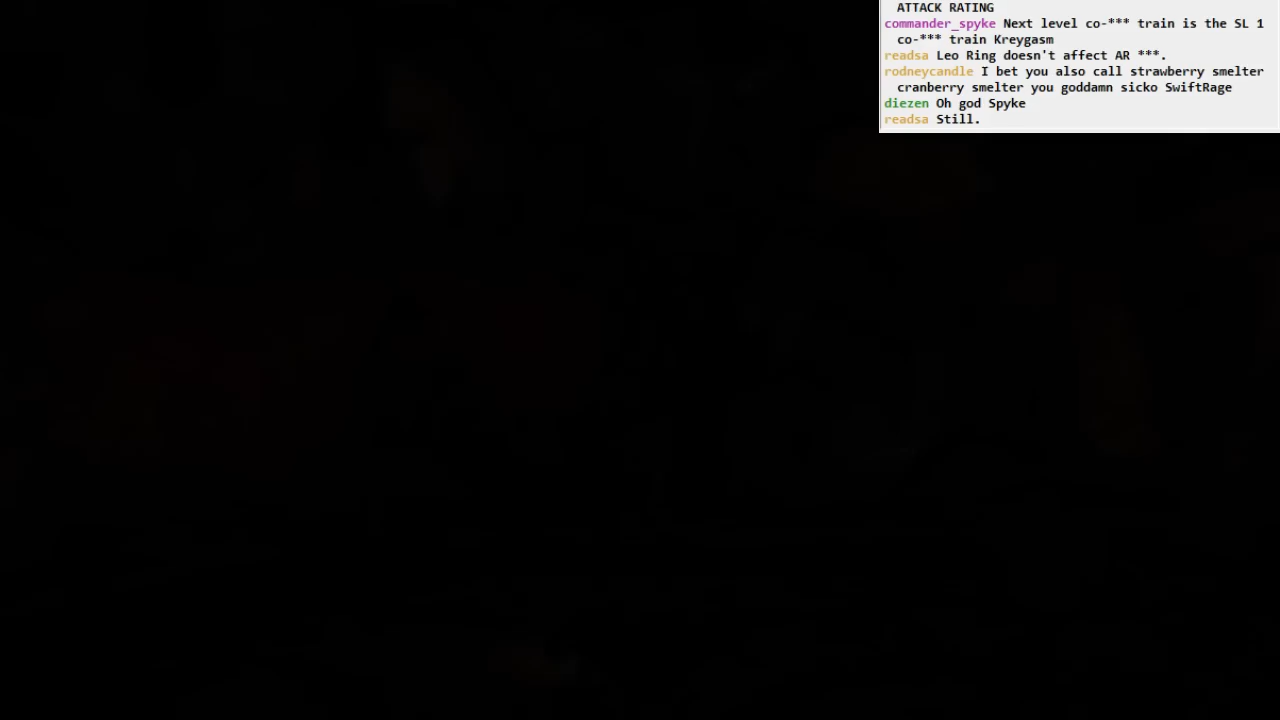 ATTACK RATING
commander_spyke Next level co-*** train is the SL 1
co-*** train Kreygasm
readsa Leo Ring doesn't affect AR ***.
rodneycandle I bet you also call strawberry smelter
cranberry smelter you goddamn sicko SwiftRage
diezen Oh god Spyke
readsa Still.